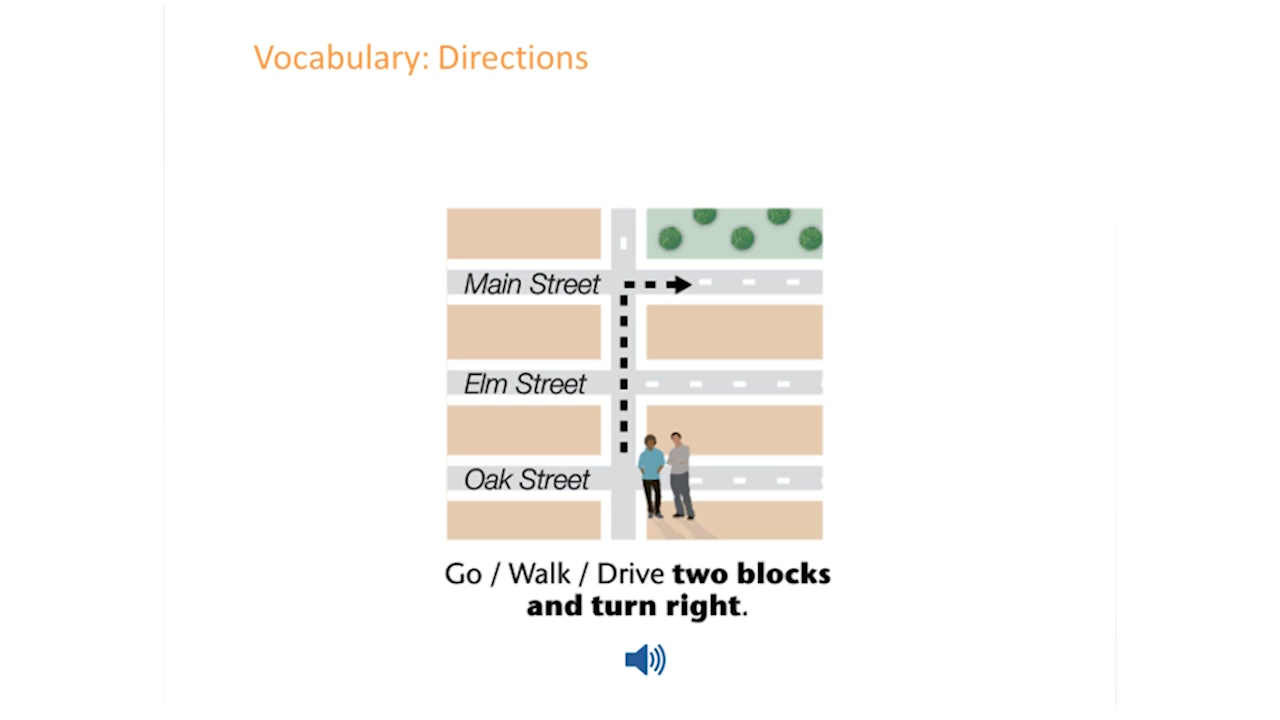 Vocabulary: Directions
Main Street
Elm Street
Oak Street
Go / Walk / Drive two blocks
and turn right.